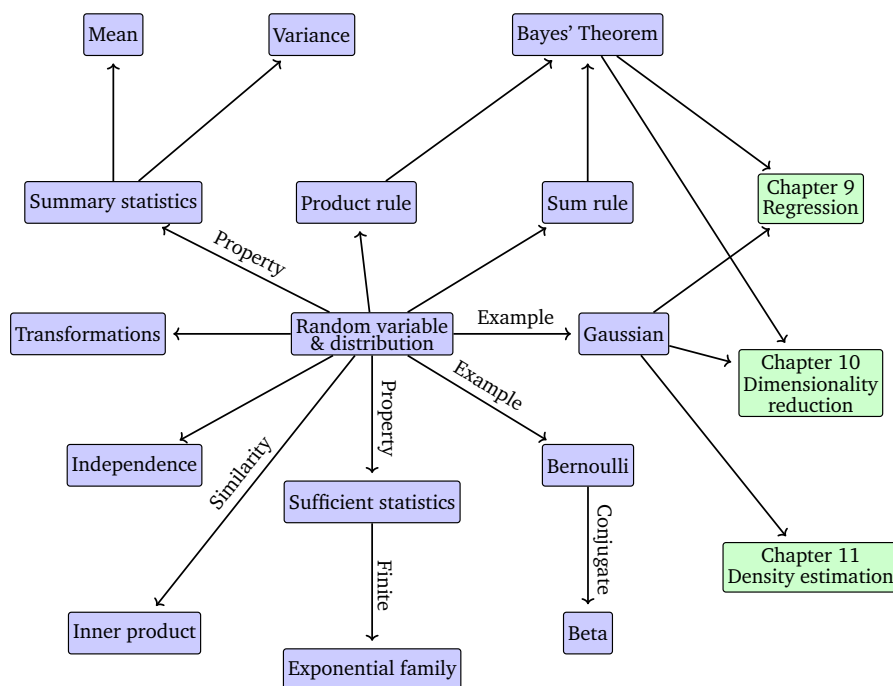 Mean
Variance
Bayes’ Theorem
Summary statistics
Product rule
Sum rule
Chapter 9
Regression
Property
Transformations
Random variable
& distribution
Example
Gaussian
Chapter 10
Dimensionality
reduction
Property
Example
Similarity
Independence
Bernoulli
Sufficient statistics
Conjugate
Chapter 11
Density estimation
Finite
Inner product
Beta
Exponential family